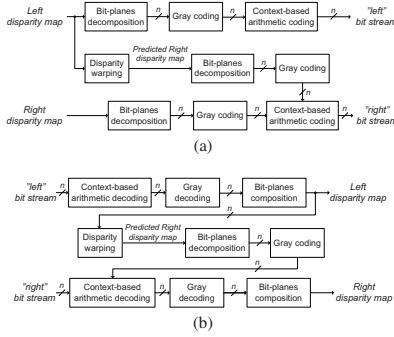 Left disparity map
Bit-planes decomposition
n
Gray coding
n
Context-based arithmetic coding
n
"left" bit stream
Disparity warping
Predicted Right disparity map
Bit-planes decomposition
n
Gray coding
n
Right disparity map
Bit-planes decomposition
n
Gray coding
n
Context-based arithmetic coding
n
"right" bit stream
(a)
"left" bit stream
n
Context-based arithmetic decoding
n
Gray decoding
n
Bit-planes composition
Left disparity map
n
Disparity warping
Predicted Right disparity map
Bit-planes decomposition
n
Gray coding
n
"right" bit stream
n
Context-based arithmetic decoding
n
Gray decoding
n
Bit-planes composition
Right disparity map
(b)